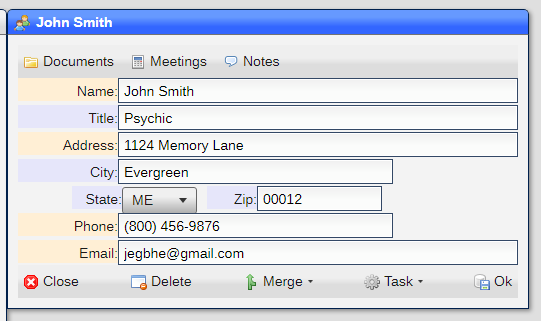 John Smith
Documents Meetings Notes
Name: John Smith
Title: Psychic
Address: 1124 Memory Lane
City: Evergreen
State: ME Zip: 00012
Phone: (800) 456-9876
Email: jegbhe@gmail.com
Close Delete Merge Task Ok